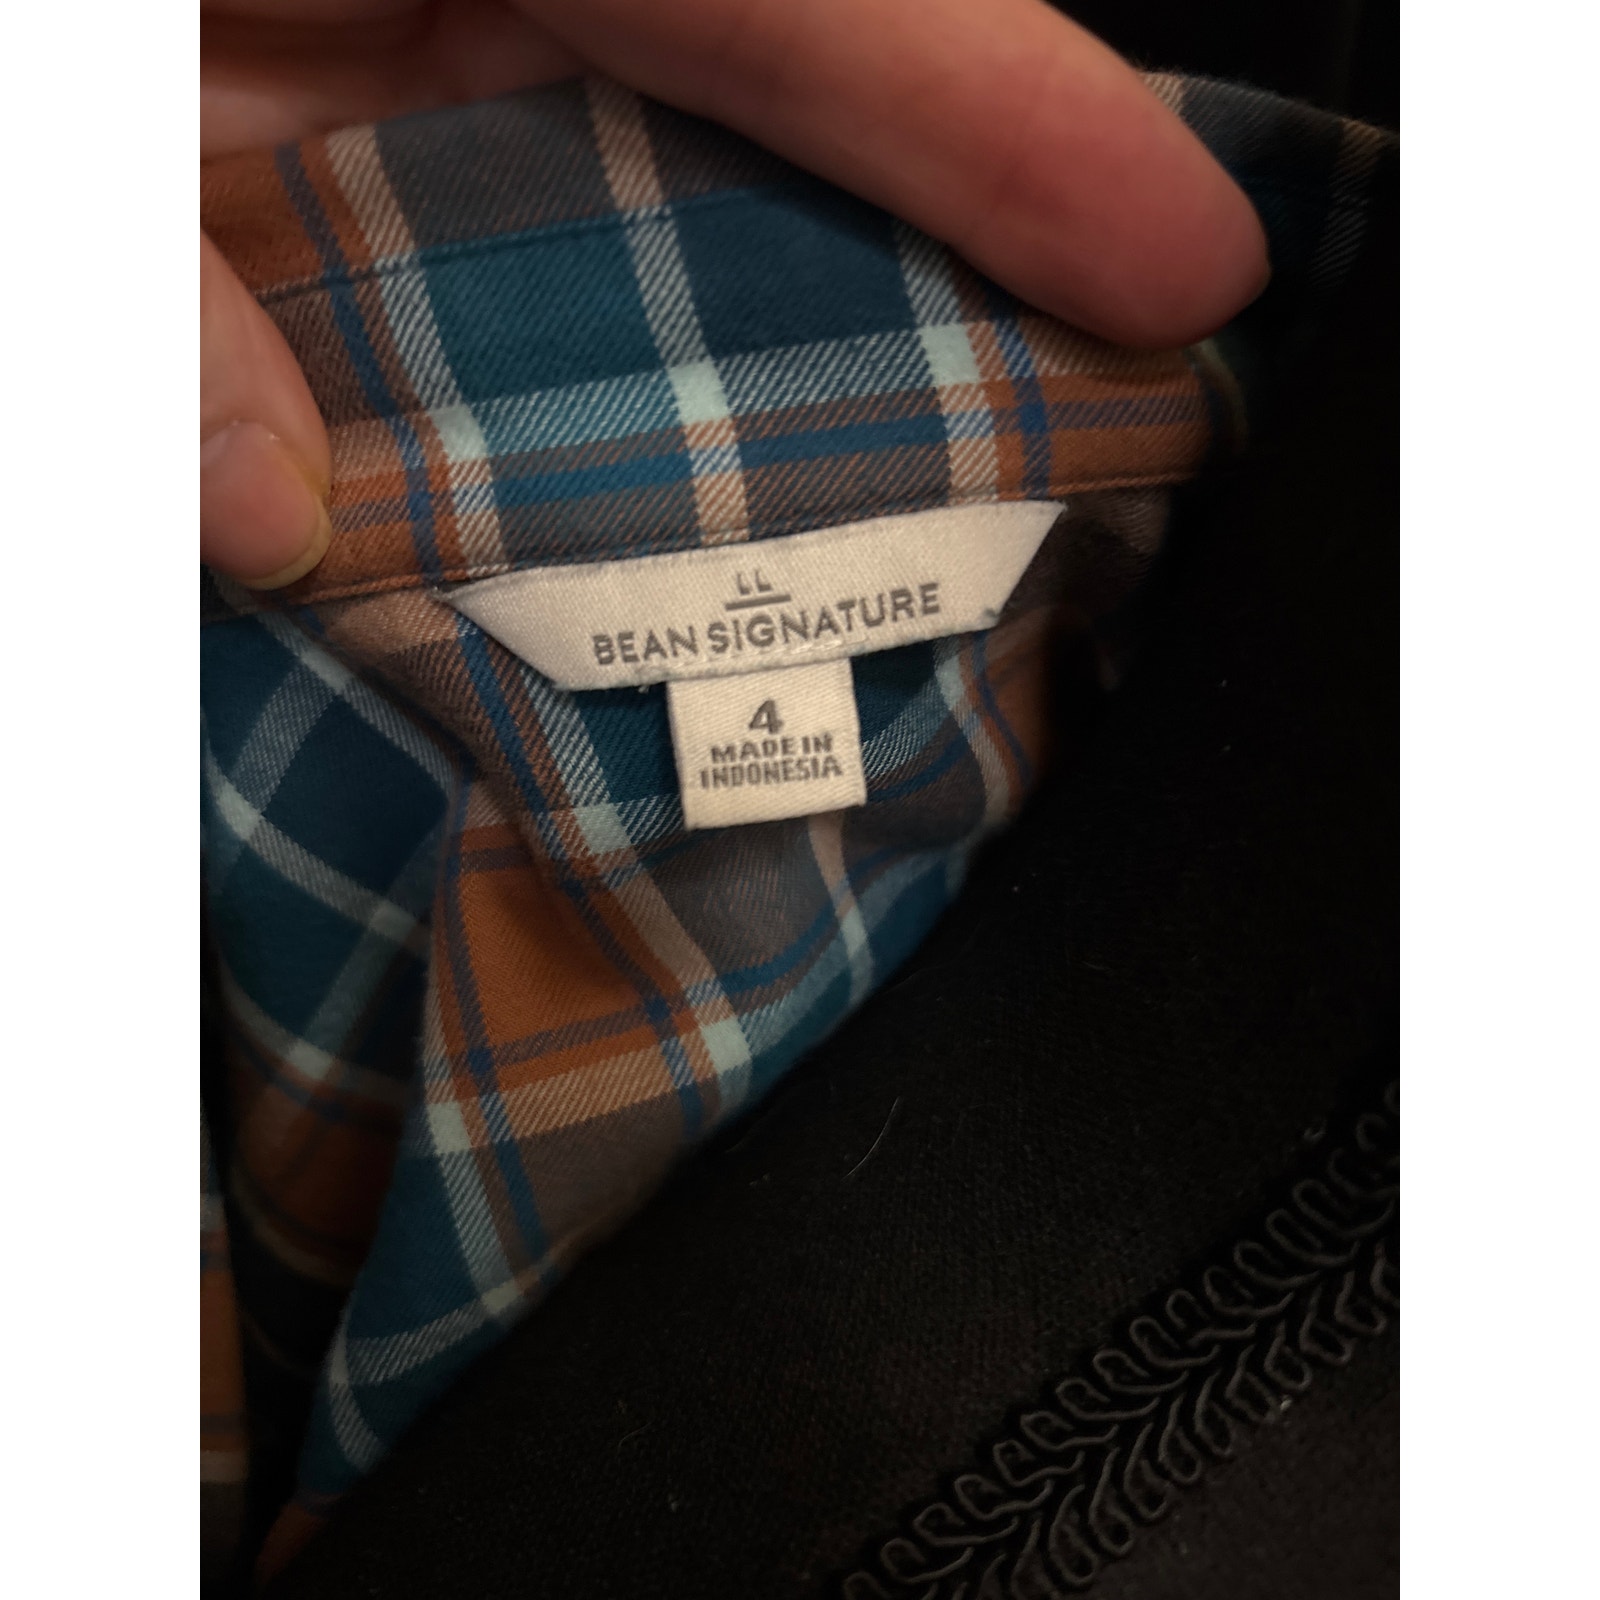 LL
BEAN SIGNATURE
4
MADE IN
INDONESIA